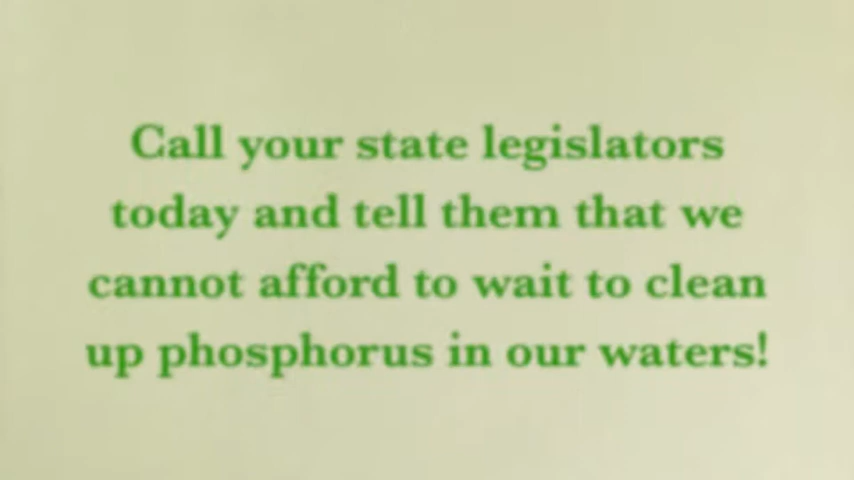 Call your state legislators
today and tell them that we
cannot afford to wait to clean
up phosphorus in our waters!